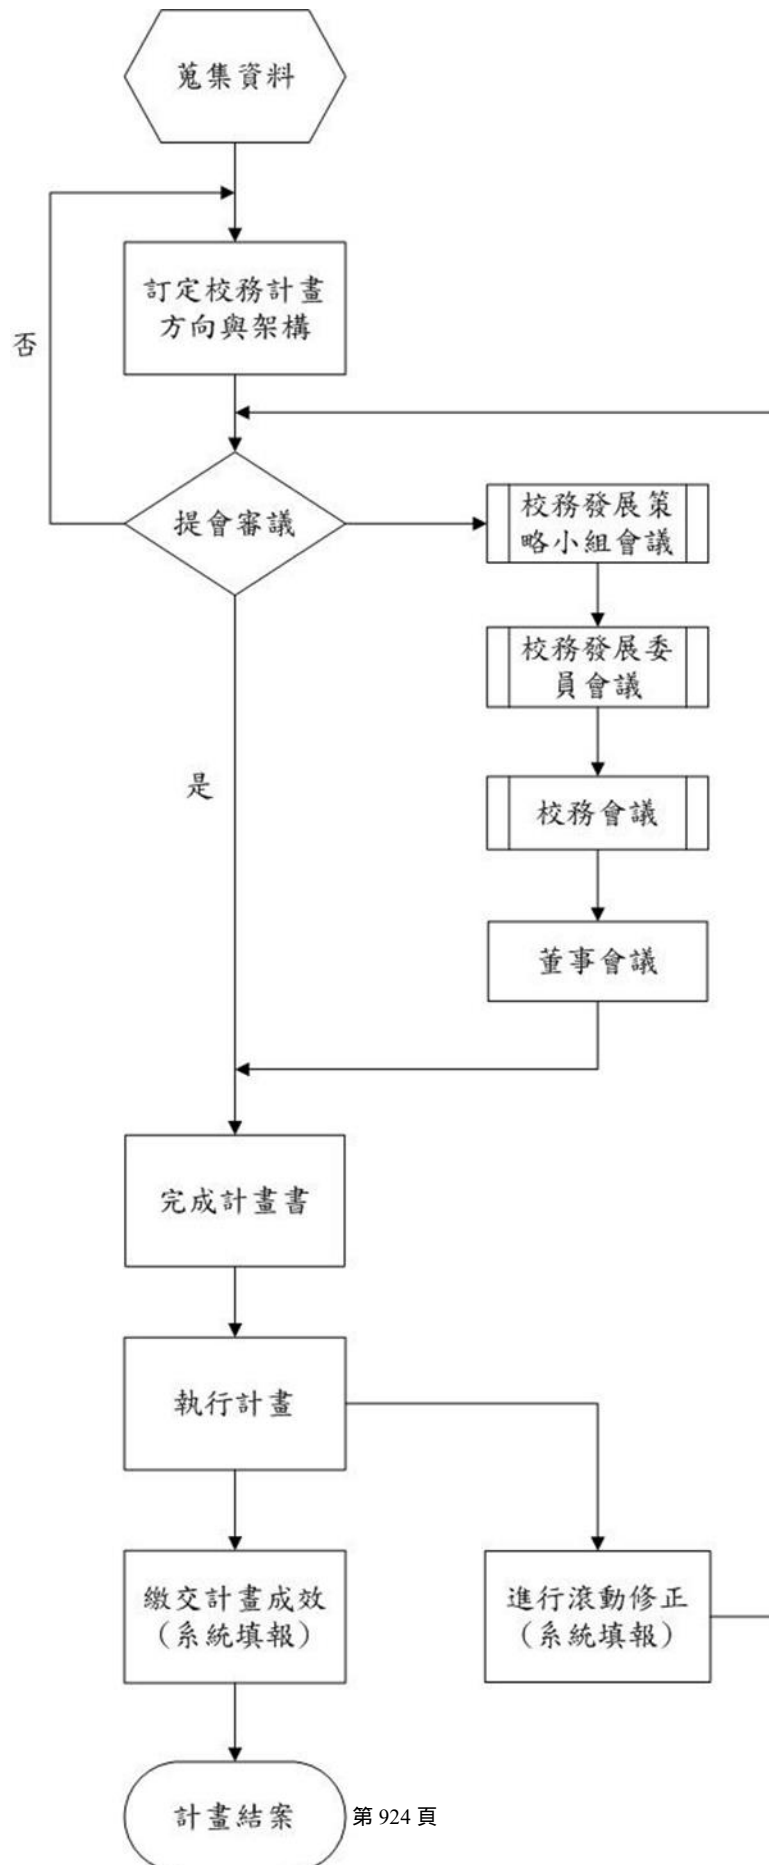 蒐集資料
訂定校務計畫
方向與架構
否
提會審議
校務發展策
略小組會議
校務發展委
員會議
是
校務會議
董事會議
完成計畫書
執行計畫
繳交計畫成效
（系統填報）
進行滾動修正
（系統填報）
計畫結案
第 924 頁